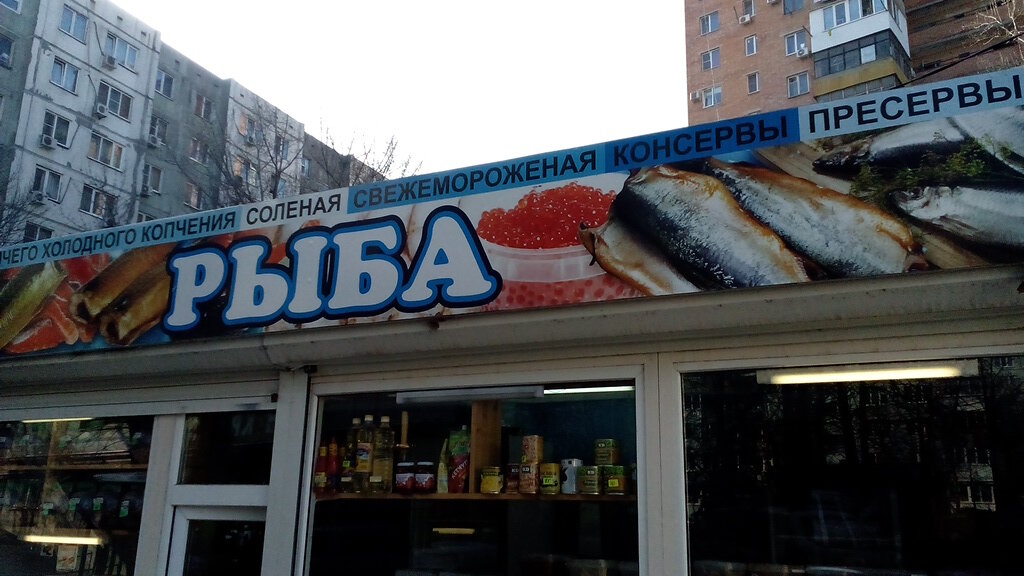 ЧЕГО ХОЛОДНОГО КОПЧЕНИЯ СОЛЕНАЯ СВЕЖЕМОРОЖЕНАЯ КОНСЕРВЫ ПРЕСЕРВЫ
РЫБА